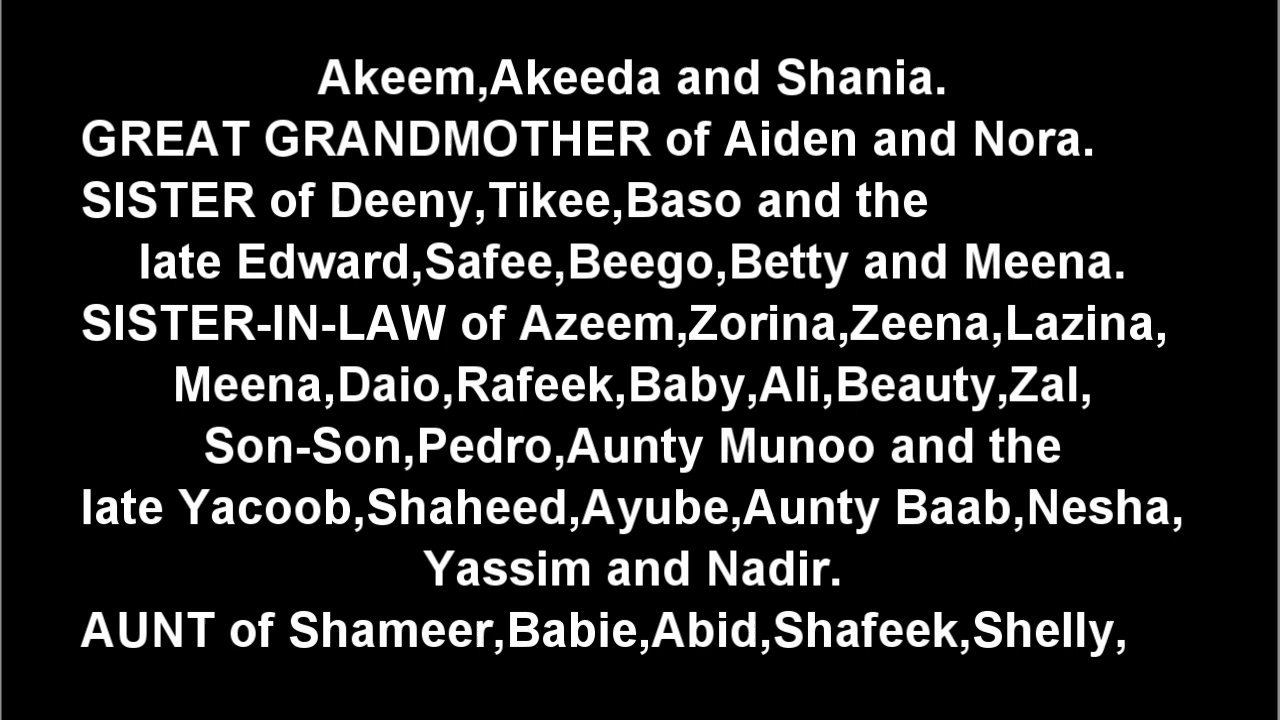 Akeem,Akeeda and Shania.
GREAT GRANDMOTHER of Aiden and Nora.
SISTER of Deeny,Tikee,Baso and the
late Edward,Safee,Beego,Betty and Meena.
SISTER-IN-LAW of Azeem,Zorina,Zeena,Lazina,
Meena,Daio,Rafeek,Baby,Ali,Beauty,Zal,
Son-Son,Pedro,Aunty Munoo and the
late Yacoob,Shaheed,Ayube,Aunty Baab,Nesha,
Yassim and Nadir.
AUNT of Shameer,Babie,Abid,Shafeek,Shelly,